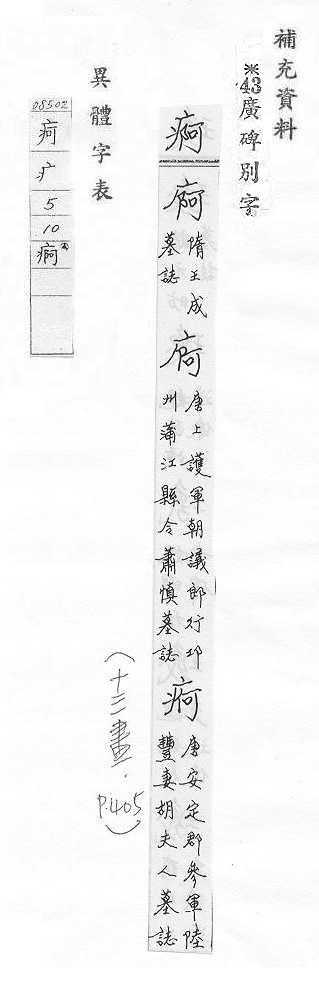 補充資料
※43廣碑別字
痾
隋王成
墓誌
唐上護軍朝議郎行邛
州蒲江縣令蕭慎墓誌
唐安定郡參軍陸
豐妻胡夫人墓誌
(十三畫.
P.405)
異體字表
08502
疴
疒
5
10
痾